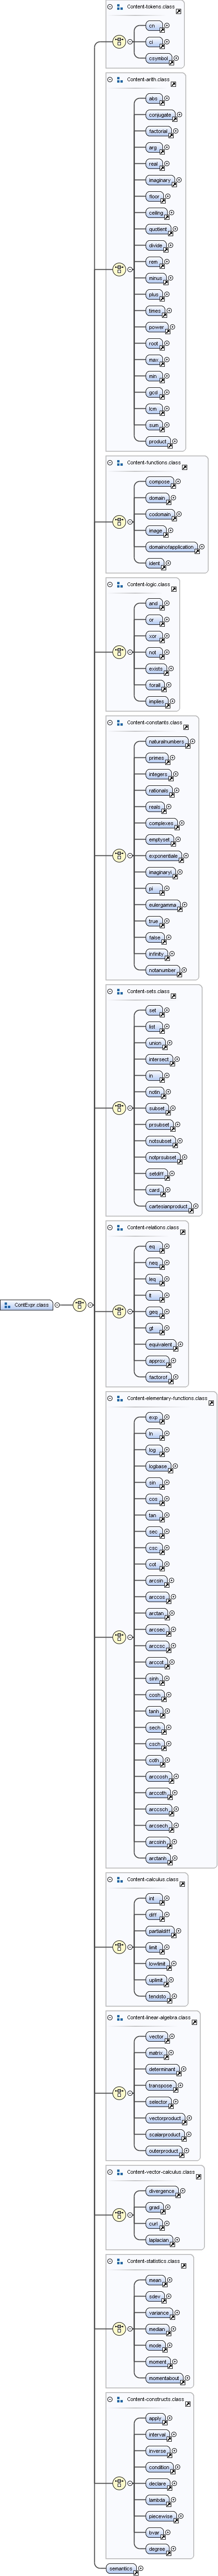 Content-tokens.class
cn
ci
csymbol
Content-arith.class
abs
conjugate
factorial
arg
real
imaginary
floor
ceiling
quotient
divide
rem
minus
plus
times
power
root
max
min
gcd
lcm
sum
product
Content-functions.class
compose
domain
codomain
image
domainofapplication
ident
Content-logic.class
and
or
xor
not
exists
forall
implies
Content-constants.class
naturalnumbers
primes
integers
rationals
reals
complexes
emptyset
exponentiale
imaginaryi
pi
eulergamma
true
false
infinity
notanumber
Content-sets.class
set
list
union
intersect
in
notin
subset
prsubset
notsubset
notprsubset
setdiff
card
cartesianproduct
Content-relations.class
eq
neq
leq
lt
geq
gt
equivalent
approx
factorof
ContExpr.class
Content-elementary-functions.class
exp
ln
log
logbase
sin
cos
tan
sec
csc
cot
arcsin
arccos
arctan
arcsec
arccsc
arccot
sinh
cosh
tanh
sech
csch
coth
arccosh
arccoth
arccsch
arcsech
arcsinh
arctanh
Content-calculus.class
int
diff
partialdiff
limit
lowlimit
uplimit
tendsto
Content-linear-algebra.class
vector
matrix
determinant
transpose
selector
vectorproduct
scalarproduct
outerproduct
Content-vector-calculus.class
divergence
grad
curl
laplacian
Content-statistics.class
mean
sdev
variance
median
mode
moment
momentabout
Content-constructs.class
apply
interval
inverse
condition
declare
lambda
piecewise
bvar
degree
semantics